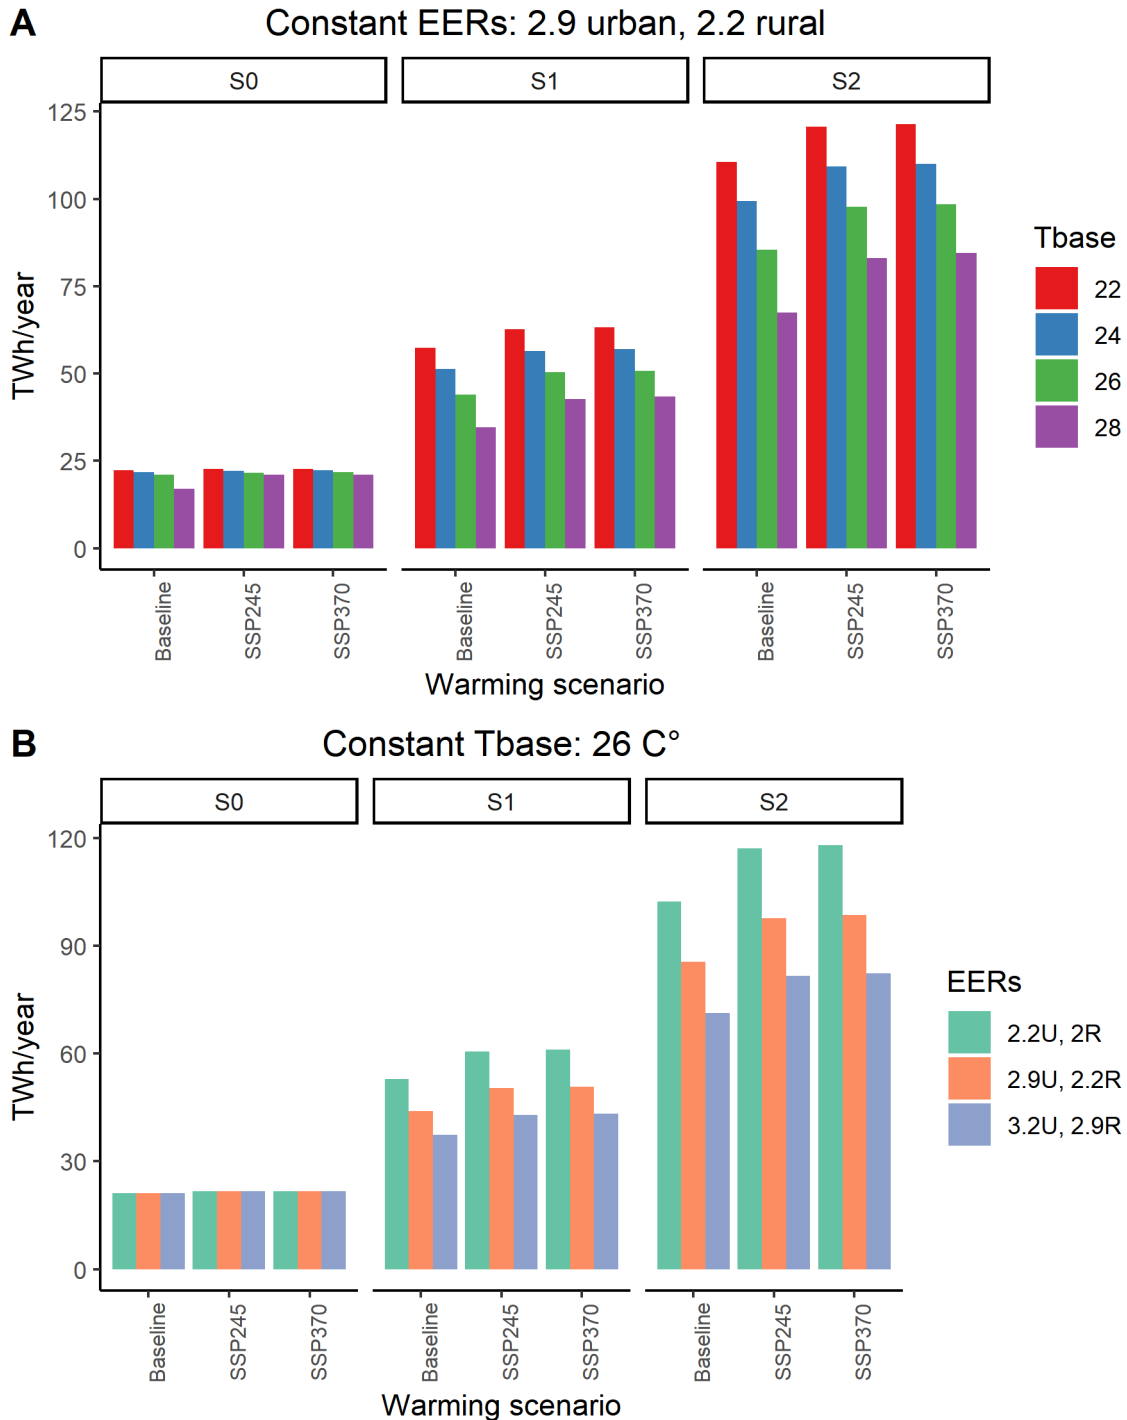 A
Constant EERs: 2.9 urban, 2.2 rural
S0 S1 S2
125
100
75
50
25
0
TWh/year
Baseline SSP245 SSP370 Baseline SSP245 SSP370 Baseline SSP245 SSP370
Warming scenario
Tbase
22
24
26
28
B
Constant Tbase: 26 C°
S0 S1 S2
120
90
60
30
0
TWh/year
Baseline SSP245 SSP370 Baseline SSP245 SSP370 Baseline SSP245 SSP370
Warming scenario
EERs
2.2U, 2R
2.9U, 2.2R
3.2U, 2.9R